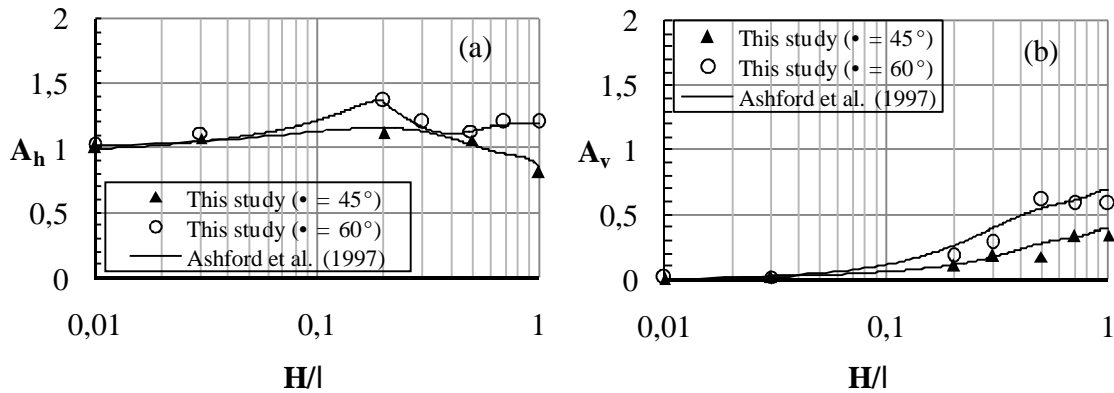 2
(a)
1,5
A_h 1
This study (• = 45°)
This study (• = 60°)
0,5
Ashford et al. (1997)
0
0,01 0,1 1
H/l
2
This study (• = 45°)
(b)
This study (• = 60°)
1,5
Ashford et al. (1997)
A_v 1
0,5
0
0,01 0,1 1
H/l